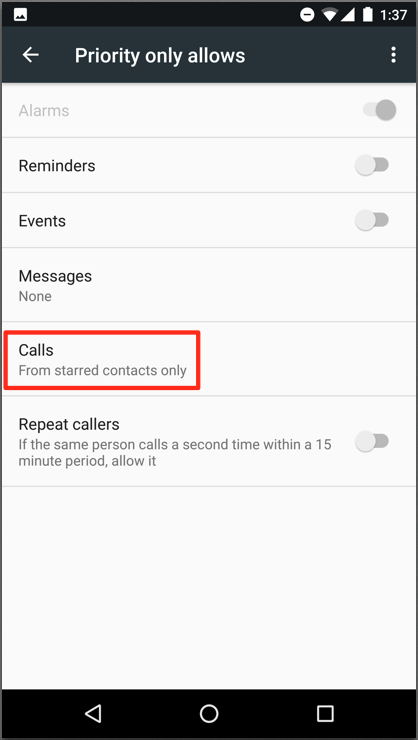 1:37
Priority only allows
Alarms
Reminders
Events
Messages
None
Calls
From starred contacts only
Repeat callers
If the same person calls a second time within a 15
minute period, allow it